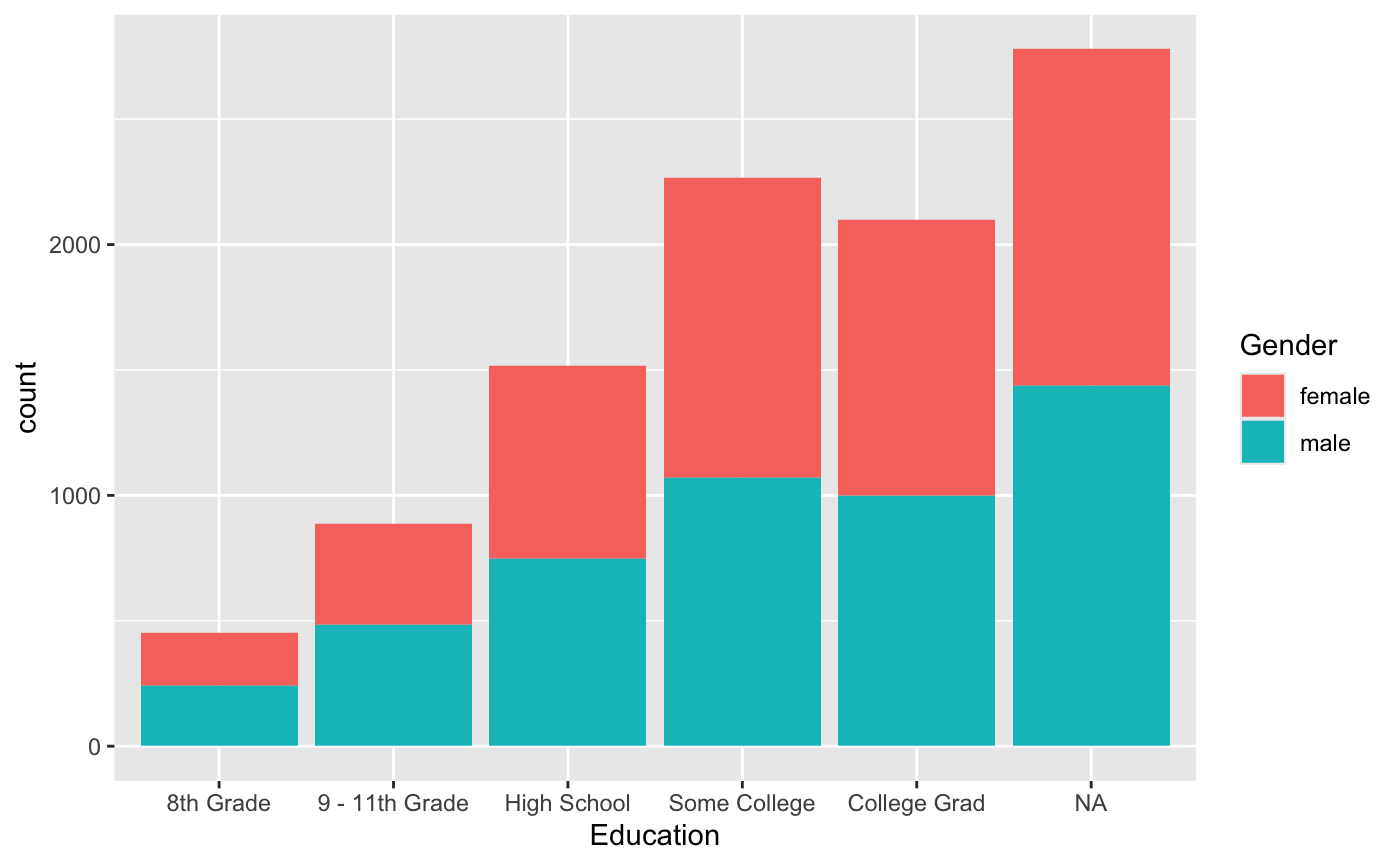 count
2000
1000
0
8th Grade
9 - 11th Grade
High School
Some College
College Grad
NA
Education
Gender
female
male